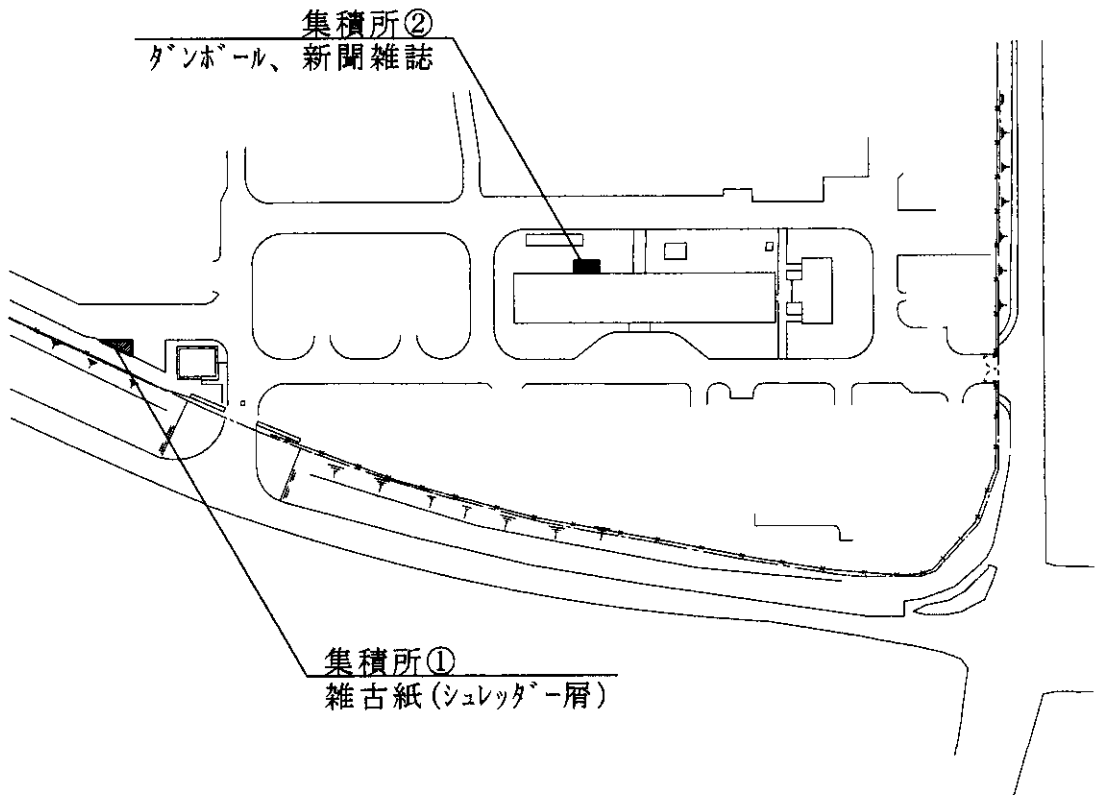 集積所②
ダンボール、新聞雑誌
集積所①
雑古紙(シュレッダー屑)